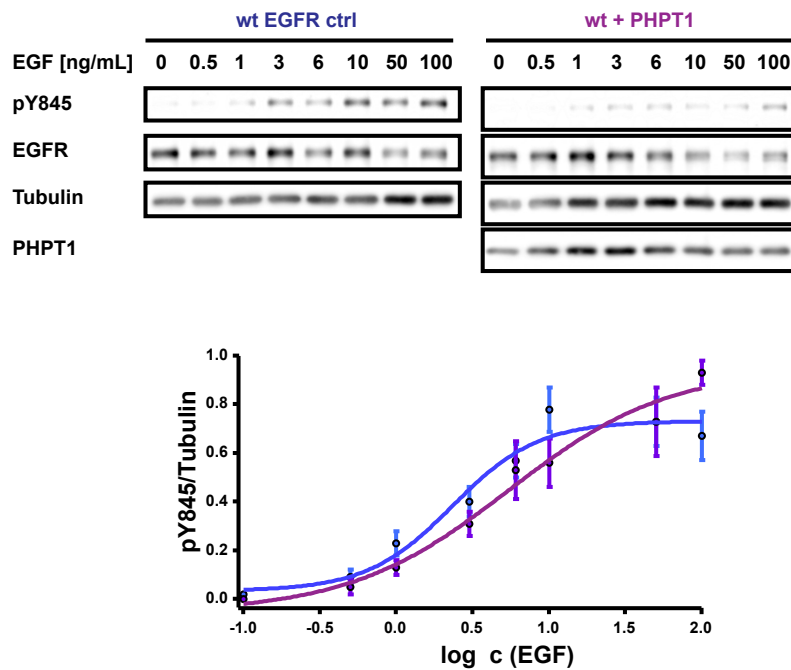 wt EGFR ctrl wt + PHPT1
EGF [ng/mL] 0 0.5 1 3 6 10 50 100 0 0.5 1 3 6 10 50 100
pY845
EGFR
Tubulin
PHPT1
pY845/Tubulin
1.0
0.8
0.6
0.4
0.2
0.0
-1.0 -0.5 0.0 0.5 1.0 1.5 2.0
log c (EGF)